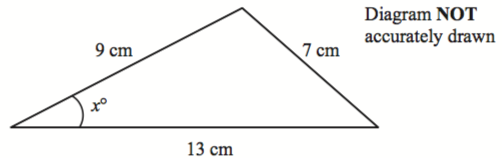 Diagram NOT
accurately drawn
9 cm
7 cm
x°
13 cm